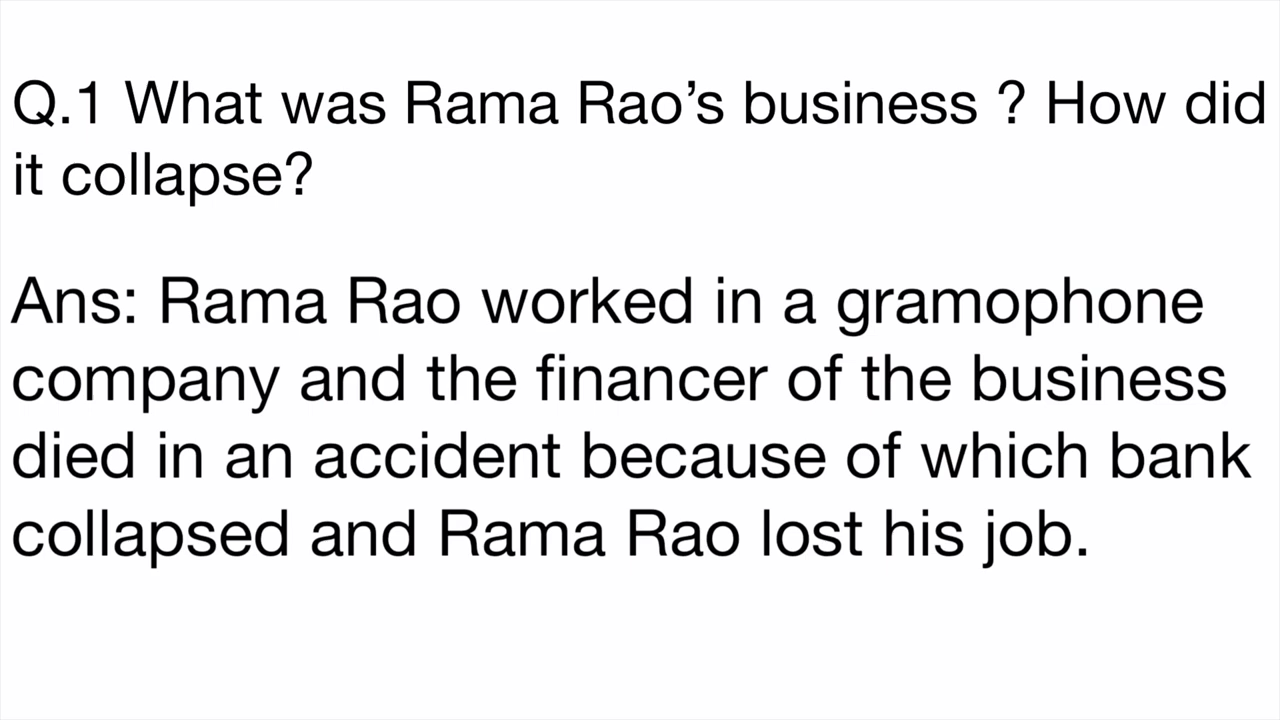 Q.1 What was Rama Rao’s business ? How did
it collapse?
Ans: Rama Rao worked in a gramophone
company and the financer of the business
died in an accident because of which bank
collapsed and Rama Rao lost his job.